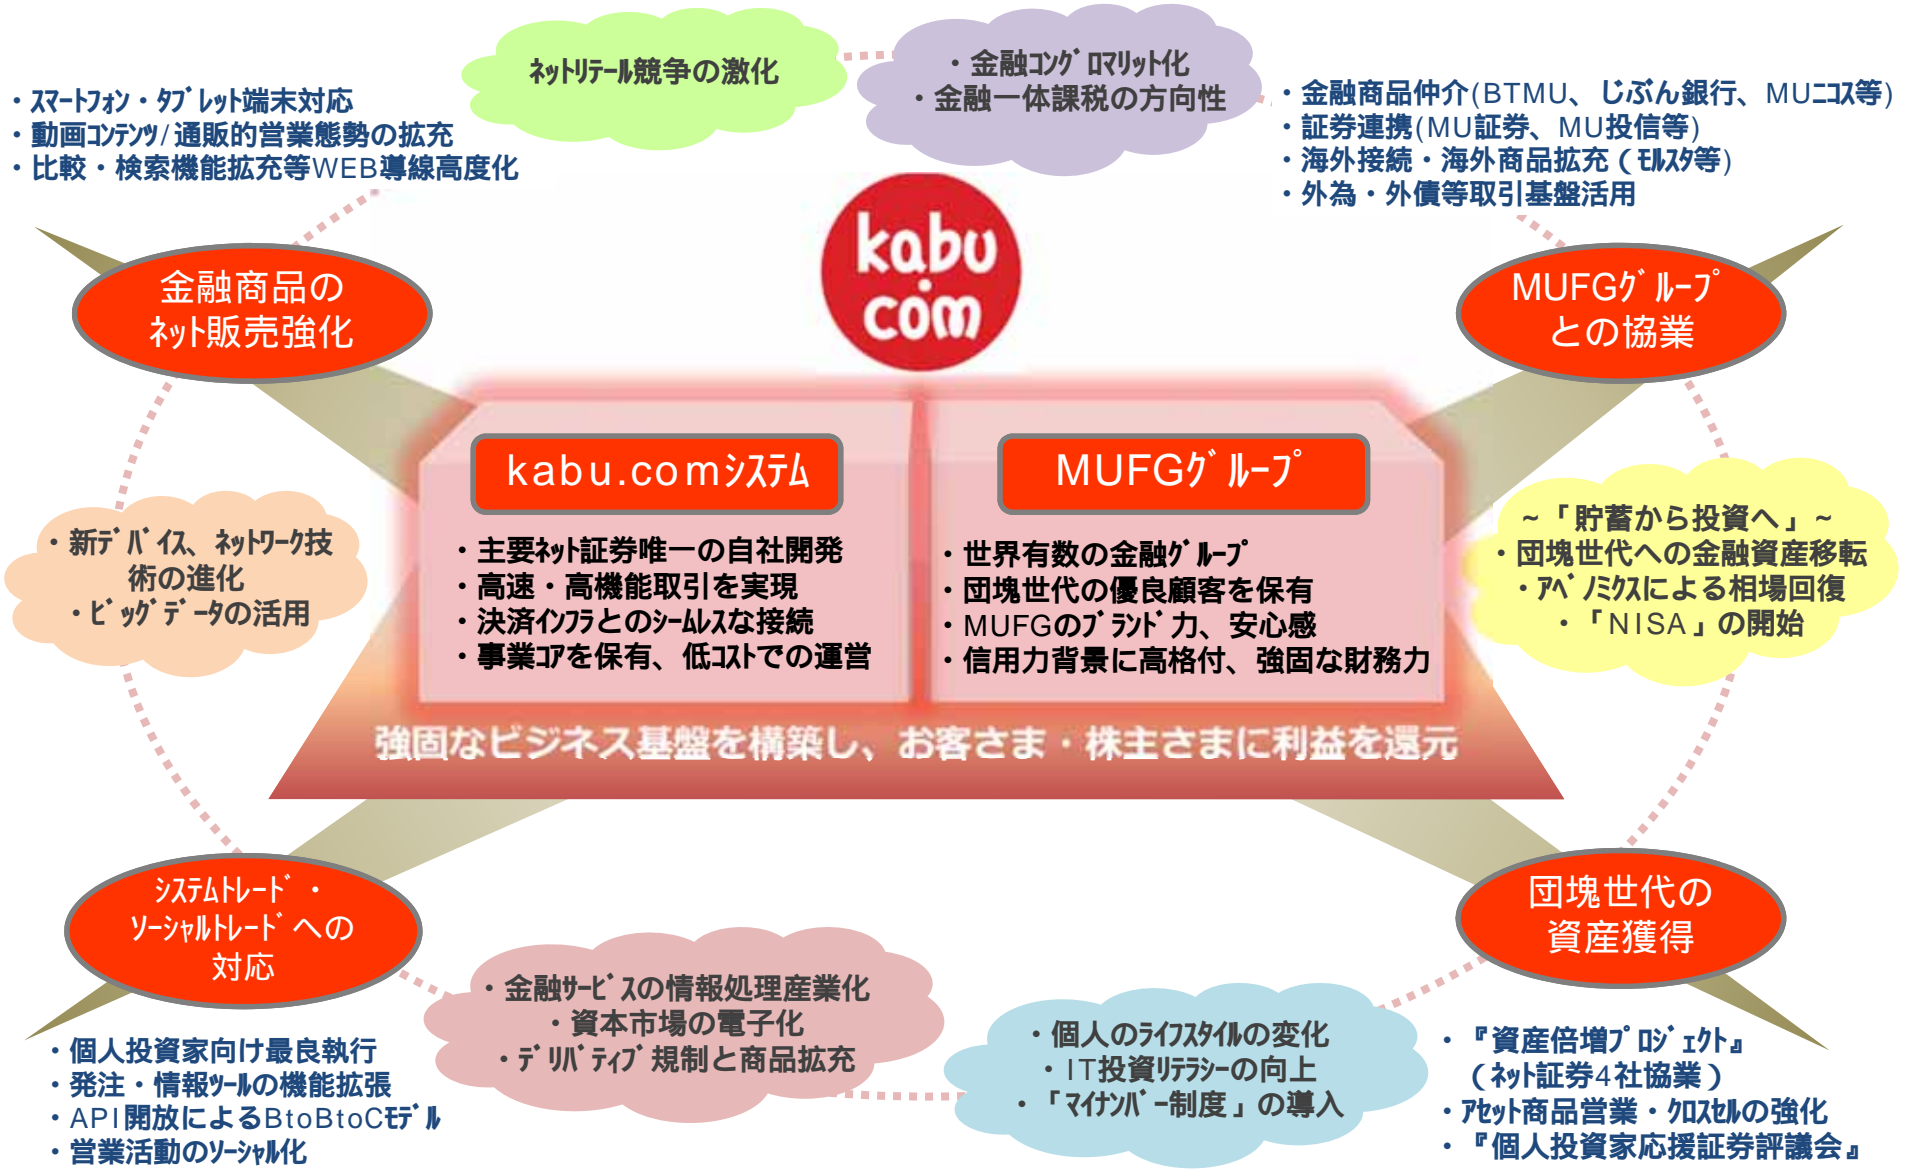 ﾈｯﾄﾘﾃｰﾙ競争の激化
・金融ｺﾝｸﾞﾛﾏﾘｯﾄ化
・金融一体課税の方向性
・ｽﾏｰﾄﾌｫﾝ・ﾀﾌﾞﾚｯﾄ端末対応
・動画ｺﾝﾃﾝﾂ/通販的営業態勢の拡充
・比較・検索機能拡充等WEB導線高度化
・金融商品仲介(BTMU、じぶん銀行、MUﾆｺｽ等)
・証券連携(MU証券、MU投信等)
・海外接続・海外商品拡充（ﾓﾙｽﾀ等)
・外為・外債等取引基盤活用
kabu
com
金融商品の
ﾈｯﾄ販売強化
MUFGｸﾞﾙｰﾌﾟ
との協業
kabu.comｼｽﾃﾑ
・主要ﾈｯﾄ証券唯一の自社開発
・高速・高機能取引を実現
・決済ｲﾝﾌﾗとのｼｰﾑﾚｽな接続
・事業ｺｱを保有、低ｺｽﾄでの運営
MUFGｸﾞﾙｰﾌﾟ
・世界有数の金融ｸﾞﾙｰﾌﾟ
・団塊世代の優良顧客を保有
・MUFGのﾌﾞﾗﾝﾄﾞ力、安心感
・信用力背景に高格付、強固な財務力
・新ﾃﾞﾊﾞｲｽ、ﾈｯﾄﾜｰｸ技
術の進化
・ﾋﾞｯｸﾞﾃﾞｰﾀの活用
~「貯蓄から投資へ」~
・団塊世代への金融資産移転
・ｱﾍﾞﾉﾐｸｽによる相場回復
・「NISA」の開始
強固なビジネス基盤を構築し、お客さま・株主さまに利益を還元
ｼｽﾃﾑﾄﾚｰﾄﾞ・
ｿｰｼｬﾙﾄﾚｰﾄﾞへの
対応
団塊世代の
資産獲得
・金融ｻｰﾋﾞｽの情報処理産業化
・資本市場の電子化
・ﾃﾞﾘﾊﾞﾃｨﾌﾞ規制と商品拡充
・個人のﾗｲﾌｽﾀｲﾙの変化
・IT投資ﾘﾃﾗｼｰの向上
・「ﾏｲﾅﾝﾊﾞｰ制度」の導入
・個人投資家向け最良執行
・発注・情報ﾂｰﾙの機能拡張
・API開放によるBtoBtoCﾓﾃﾞﾙ
・営業活動のｿｰｼｬﾙ化
・『資産倍増ﾌﾟﾛｼﾞｪｸﾄ』
（ﾈｯﾄ証券4社協業）
・ｱｾｯﾄ商品営業・ｸﾛｽｾﾙの強化
・『個人投資家応援証券評議会』